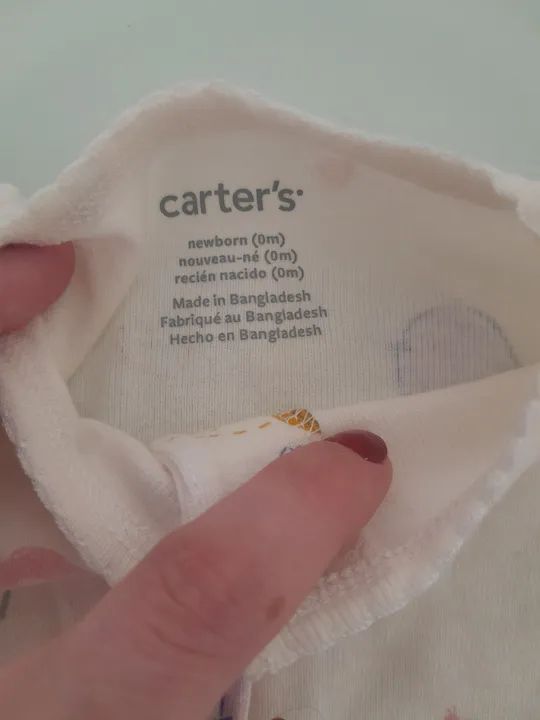 carter's
newborn (0m)
nouveau-né (0m)
recién nacido (0m)
Made in Bangladesh
Fabriqué au Bangladesh
Hecho en Bangladesh